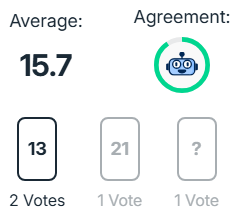 Average:
Agreement:
15.7
13
21
?
2 Votes
1 Vote
1 Vote